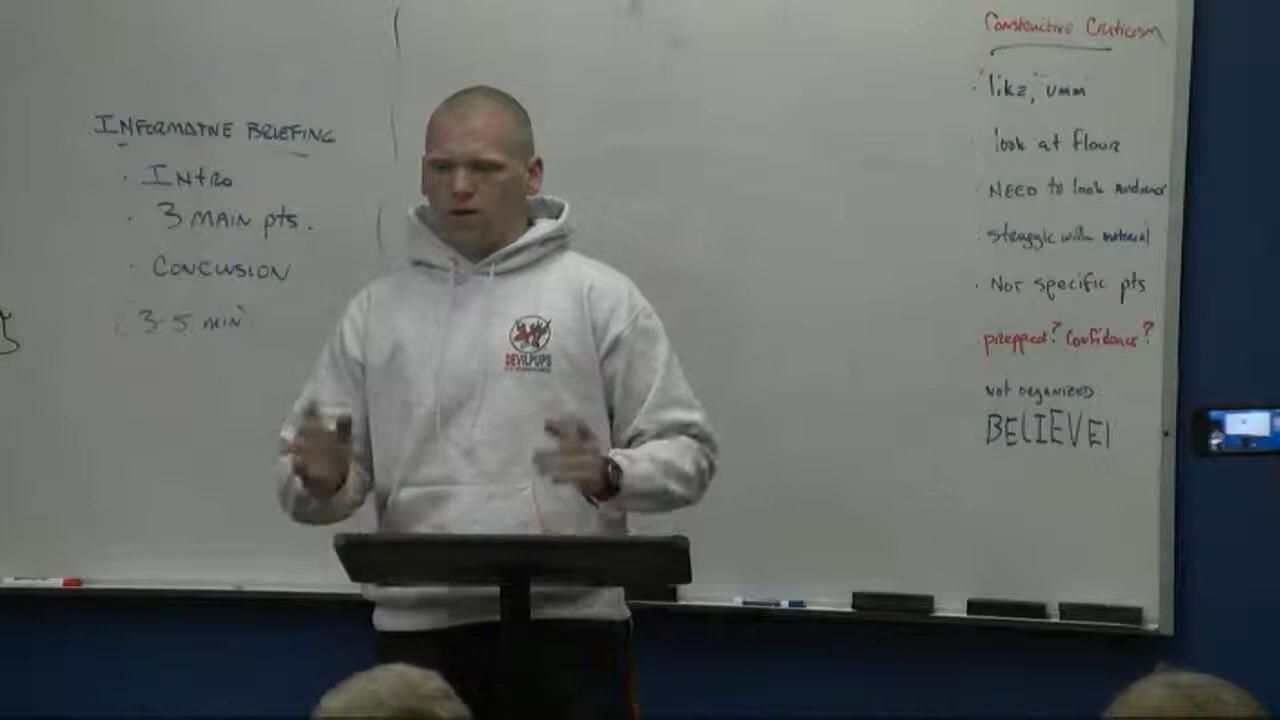 INFORMATIVE BRIEFING
· INtRO
· 3 MAIN pts.
· CONCLUSION
· 3-5 MIN
DEVILPUPS
Constructive Criticism
· "like," umm
· look at flour
· NEED to look audience
· struggle with material
· Not specific pts
prepped? Confidence?
Not ORGANIZED
BELIEVE!